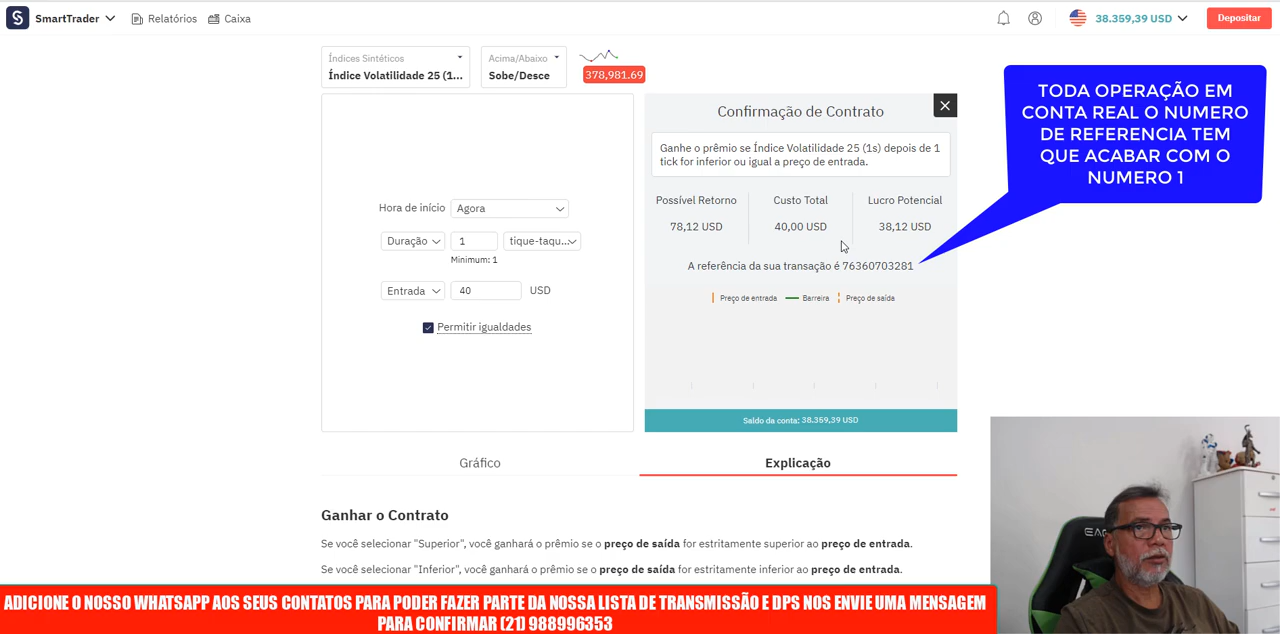 SmartTrader
Relatórios
Caixa
38.359,39 USD
Depositar
Índices Sintéticos
Índice Volatilidade 25 (1...
Acima/Abaixo
Sobe/Desce
378,981.69
Hora de início
Agora
Duração
1
tique-taqu...
Minimum: 1
Entrada
40
USD
Permitir igualdades
Confirmação de Contrato
Ganhe o prêmio se Índice Volatilidade 25 (1s) depois de 1
tick for inferior ou igual a preço de entrada.
Possível Retorno
Custo Total
Lucro Potencial
78,12 USD
40,00 USD
38,12 USD
A referência da sua transação é 76360703281
Preço de entrada
Barreira
Preço de saída
Saldo da conta: 38.359,39 USD
TODA OPERAÇÃO EM
CONTA REAL O NUMERO
DE REFERENCIA TEM
QUE ACABAR COM O
NUMERO 1
Gráfico
Explicação
Ganhar o Contrato
Se você selecionar "Superior", você ganhará o prêmio se o preço de saída for estritamente superior ao preço de entrada.
Se você selecionar "Inferior", você ganhará o prêmio se o preço de saída for estritamente inferior ao preço de entrada.
ADICIONE O NOSSO WHATSAPP AOS SEUS CONTATOS PARA PODER FAZER PARTE DA NOSSA LISTA DE TRANSMISSÃO E DPS NOS ENVIE UMA MENSAGEM
PARA CONFIRMAR (21) 988996353